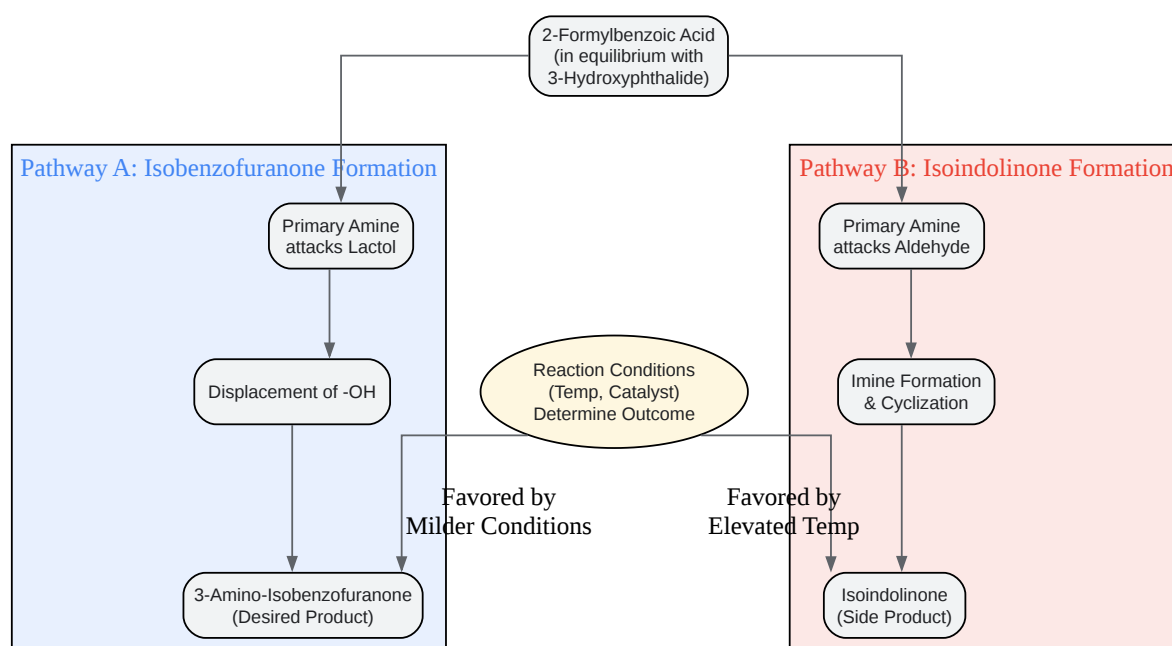 2-Formylbenzoic Acid
(in equilibrium with
3-Hydroxyphthalide)
Pathway A: Isobenzofuranone Formation
Pathway B: Isoindolinone Formation
Primary Amine
attacks Lactol
Primary Amine
attacks Aldehyde
Displacement of -OH
Reaction Conditions
(Temp, Catalyst)
Determine Outcome
Imine Formation
& Cyclization
Favored by
Milder Conditions
Favored by
Elevated Temp
3-Amino-Isobenzofuranone
(Desired Product)
Isoindolinone
(Side Product)